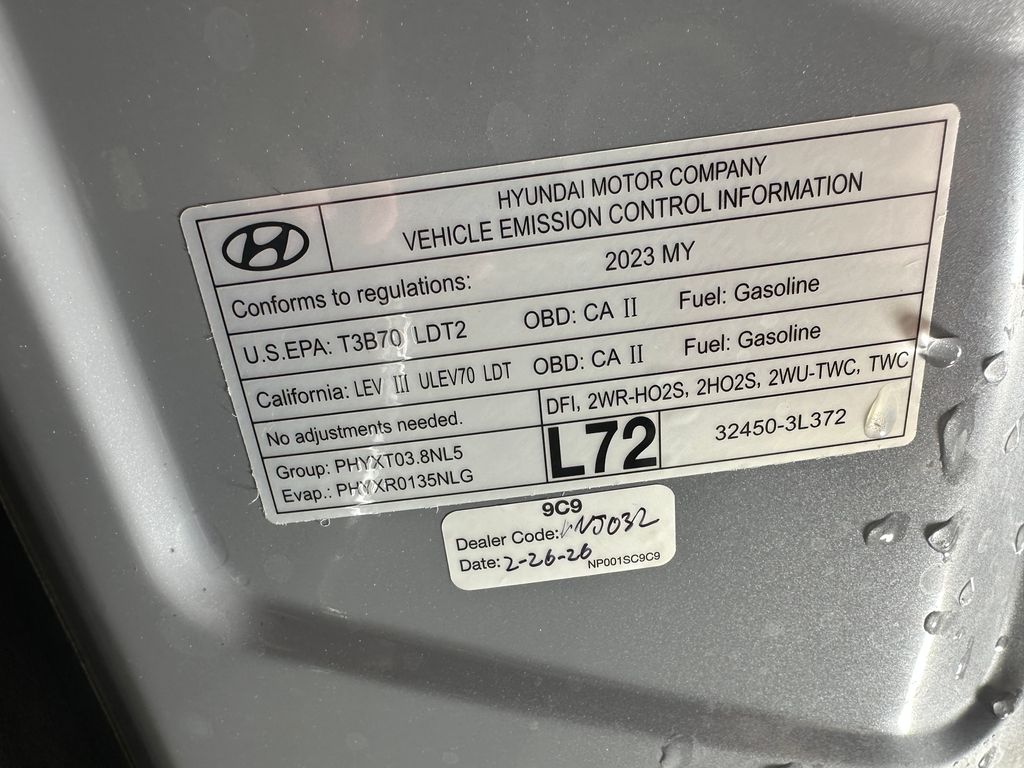 HYUNDAI MOTOR COMPANY
VEHICLE EMISSION CONTROL INFORMATION
Conforms to regulations: 2023 MY
U.S.EPA: T3B70 LDT2 OBD: CA II Fuel: Gasoline
California: LEV III ULEV70 LDT OBD: CA II Fuel: Gasoline
No adjustments needed. DFI, 2WR-HO2S, 2HO2S, 2WU-TWC, TWC
Group: PHYXT03.8NL5
Evap.: PHYXR0135NLG
L72
32450-3L372
9C9
Dealer Code:
Date: 2-26-26 NP001SC9C9